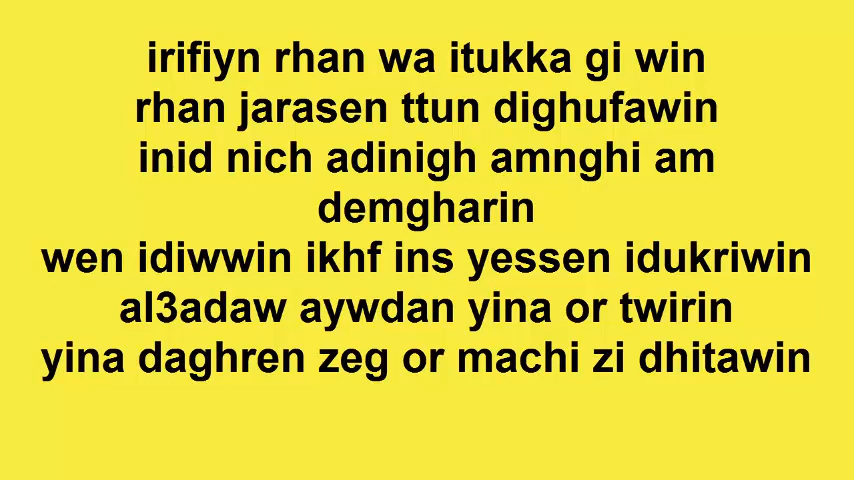 irifiyn rhan wa itukka gi win
rhan jarasen ttun dighufawin
inid nich adinigh amnghi am
demgharin
wen idiwwin ikhf ins yessen idukriwin
al3adaw aywdan yina or twirin
yina daghren zeg or machi zi dhitawin